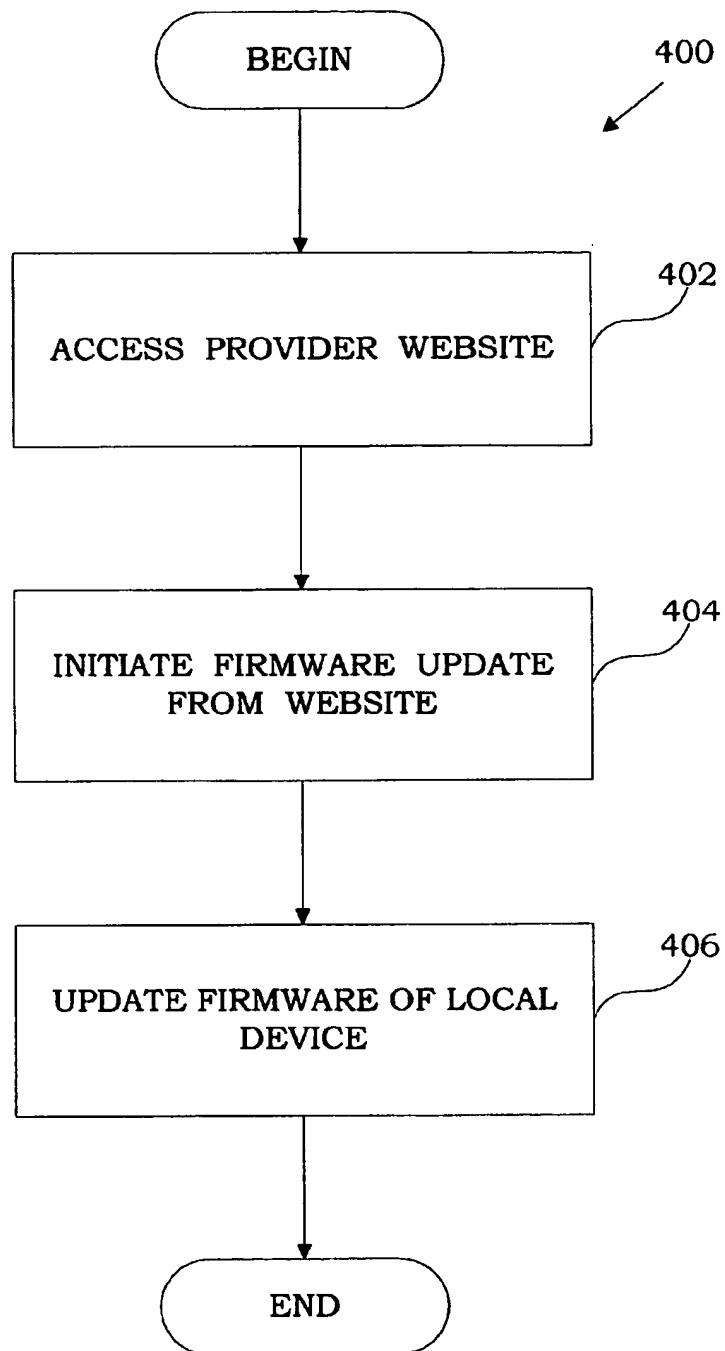 BEGIN
400
402
ACCESS PROVIDER WEBSITE
404
INITIATE FIRMWARE UPDATE
FROM WEBSITE
406
UPDATE FIRMWARE OF LOCAL
DEVICE
END